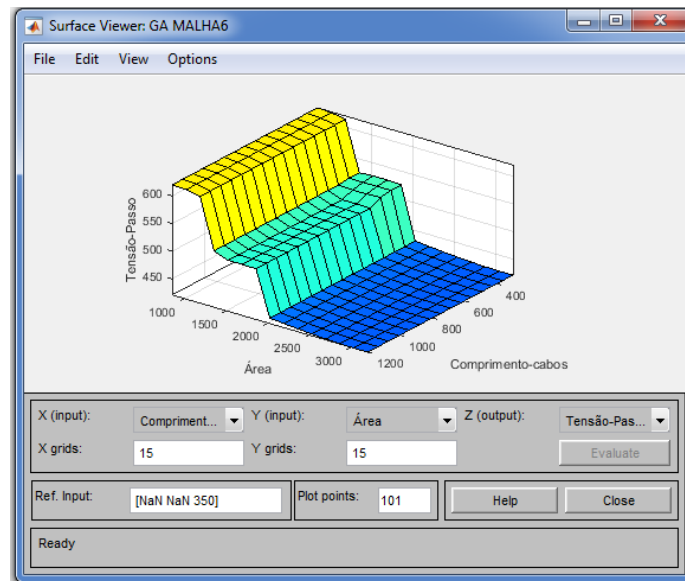 Surface Viewer: GA MALHA6
File Edit View Options
600
550
500
450
Tensão-Passo
1000
1500
2000
2500
3000
Área
400
600
800
1000
1200
Comprimento-cabos
X (input): Compriment... Y (input): Área Z (output): Tensão-Pas...
X grids: 15 Y grids: 15 Evaluate
Ref. Input: [NaN NaN 350] Plot points: 101 Help Close
Ready